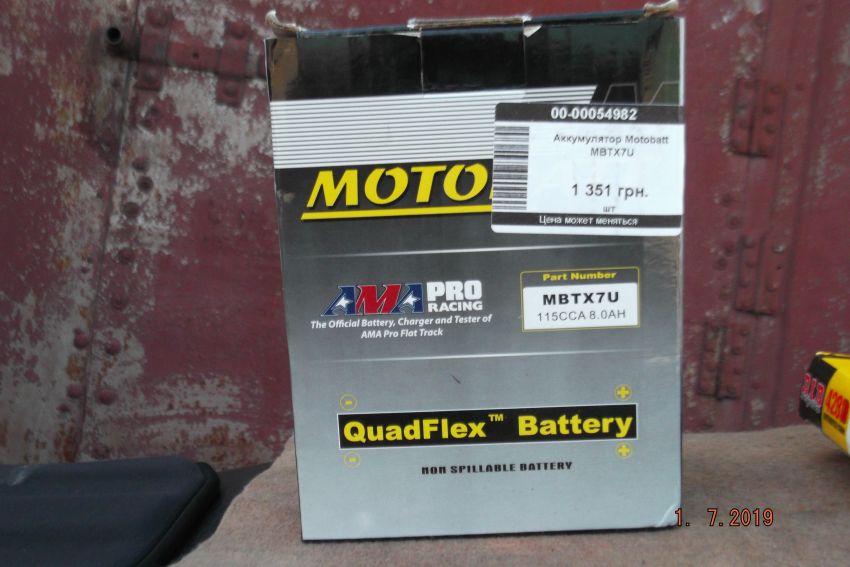 00-00054982
Аккумулятор Motobatt
MBTX7U
1 351 грн.
шт
Цена может меняться
AMA PRO
RACING
The Official Battery, Charger and Tester of
AMA Pro Flat Track
Part Number
MBTX7U
115CCA 8.0AH
QuadFlex™ Battery
NON SPILLABLE BATTERY
D.I.D
428
1. 7.2019